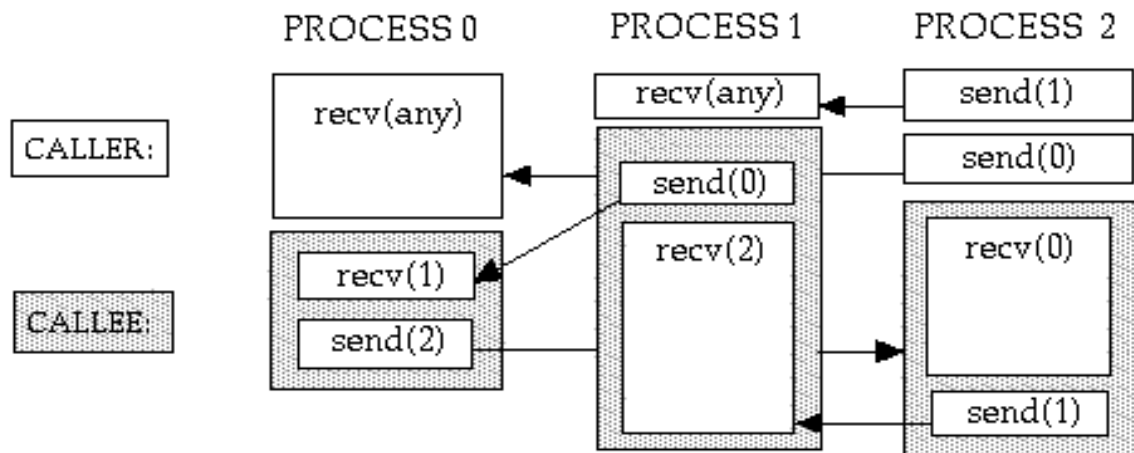 PROCESS 0 PROCESS 1 PROCESS 2
recv(any) recv(any) send(1)
CALLER:
send(0)
send(0)
recv(1) recv(2) recv(0)
CALLEE:
send(2)
send(1)